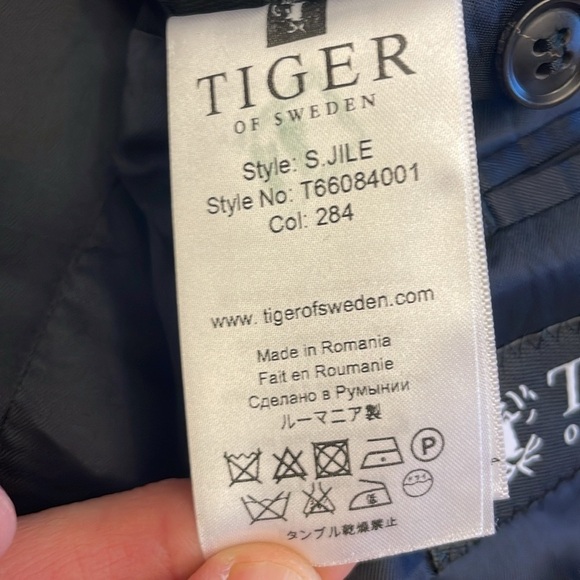 TIGER
OF SWEDEN
Style: S.JILE
Style No: T66084001
Col: 284
www. tigerofsweden.com
Made in Romania
Fait en Roumanie
Сделано в Румынии
ルーマニア製
P
低
タンブル乾燥禁止
T
O